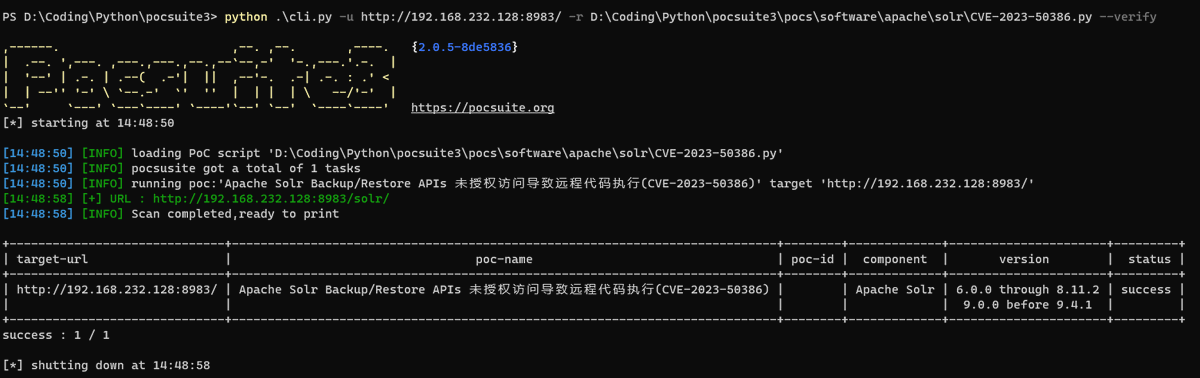 PS D:\Coding\Python\pocsuite3> python .\cli.py -u http://192.168.232.128:8983/ -r D:\Coding\Python\pocsuite3\pocs\software\apache\solr\CVE-2023-50386.py --verify
{2.0.5-8de5836}
https://pocsuite.org
[*] starting at 14:48:50
[14:48:50] [INFO] loading PoC script 'D:\Coding\Python\pocsuite3\pocs\software\apache\solr\CVE-2023-50386.py'
[14:48:50] [INFO] pocsusite got a total of 1 tasks
[14:48:50] [INFO] running poc:'Apache Solr Backup/Restore APIs 未授权访问导致远程代码执行(CVE-2023-50386)' target 'http://192.168.232.128:8983/'
[14:48:58] [+] URL : http://192.168.232.128:8983/solr/
[14:48:58] [INFO] Scan completed,ready to print
| target-url | poc-name | poc-id | component | version | status |
| http://192.168.232.128:8983/ | Apache Solr Backup/Restore APIs 未授权访问导致远程代码执行(CVE-2023-50386) | | Apache Solr | 6.0.0 through 8.11.2 | success |
| | | | | 9.0.0 before 9.4.1 | |
success : 1 / 1
[*] shutting down at 14:48:58